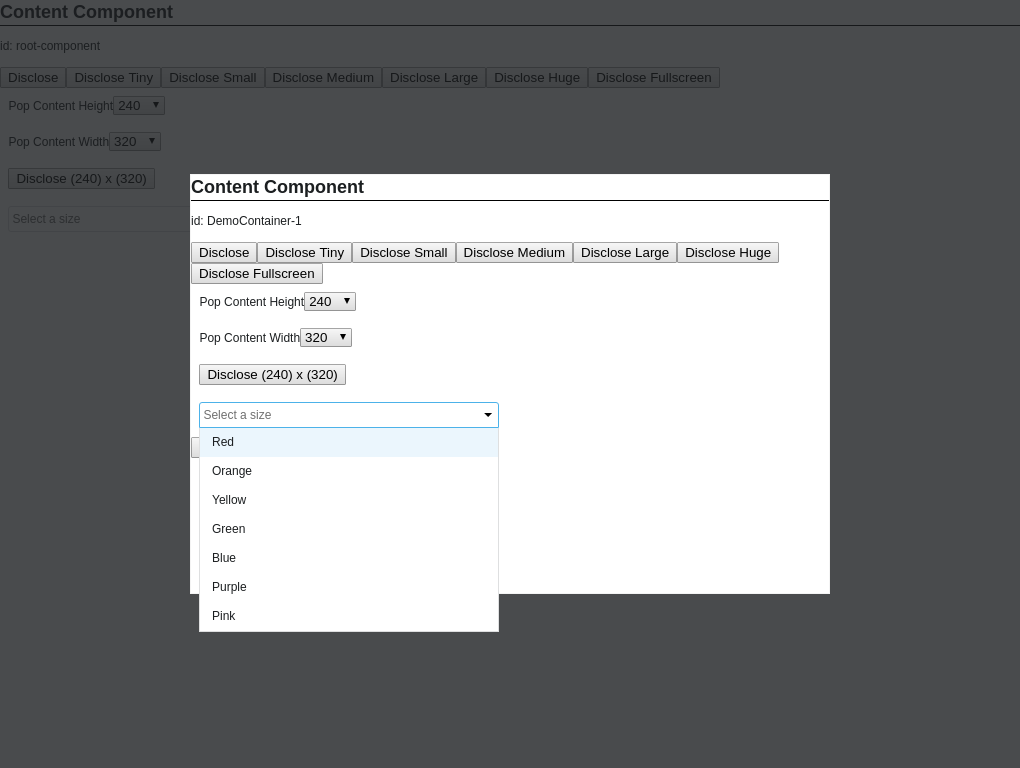 Content Component
id: root-component
Disclose Disclose Tiny Disclose Small Disclose Medium Disclose Large Disclose Huge Disclose Fullscreen
Pop Content Height 240
Pop Content Width 320
Disclose (240) x (320)
Select a size
Content Component
id: DemoContainer-1
Disclose Disclose Tiny Disclose Small Disclose Medium Disclose Large Disclose Huge
Disclose Fullscreen
Pop Content Height 240
Pop Content Width 320
Disclose (240) x (320)
Select a size
Red
Orange
Yellow
Green
Blue
Purple
Pink